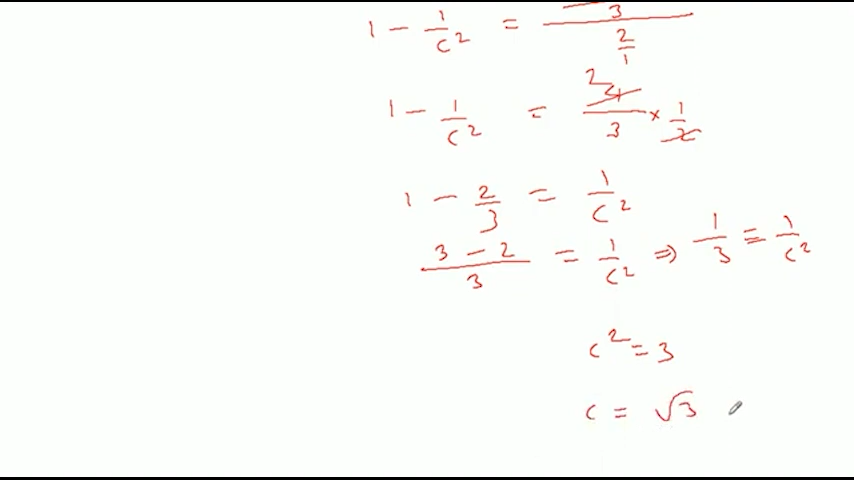 1 - 1/c² = 3/(2/1)
1 - 1/c² = 2 4/3 × 1/2
1 - 2/3 = 1/c²
3 - 2/3 = 1/c² ⇒ 1/3 = 1/c²
c² = 3
c = √3